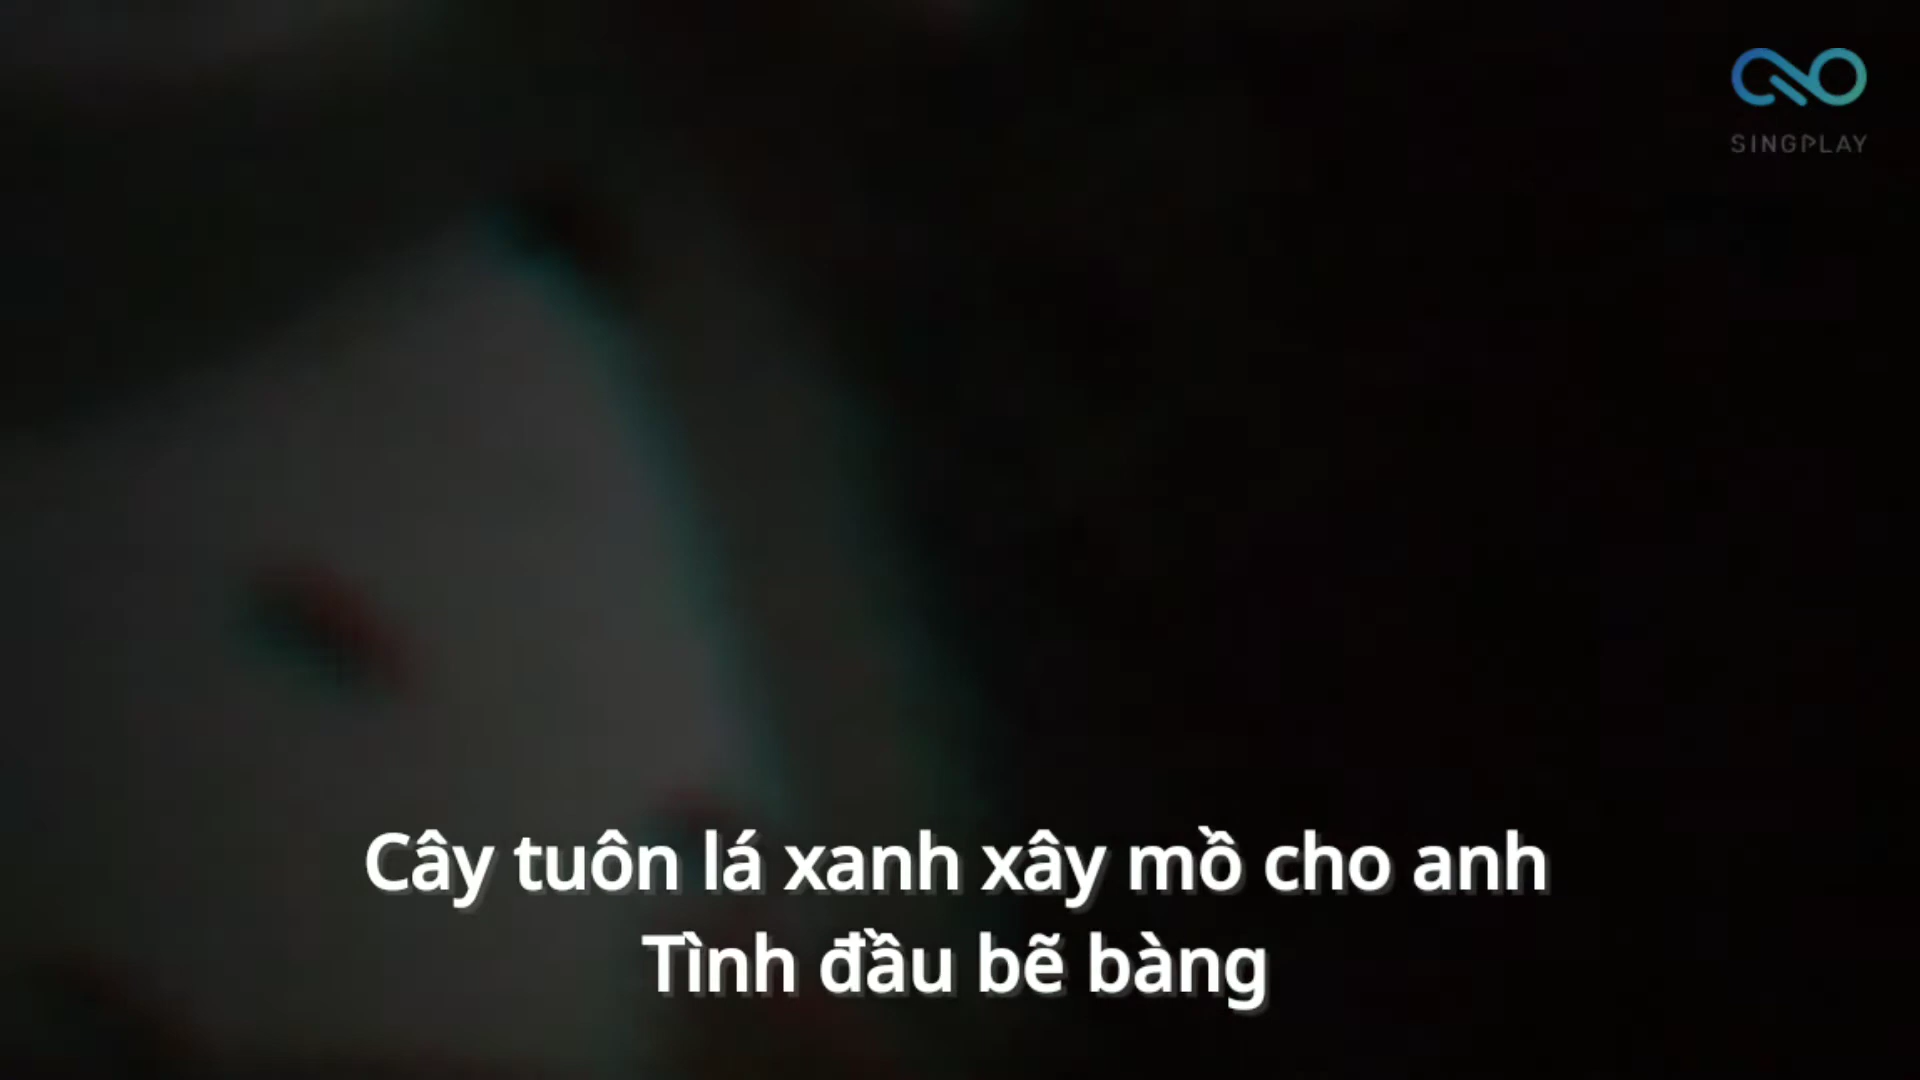 SINGPLAY
Cây tuôn lá xanh xây mồ cho anh
Tình đầu bẽ bàng